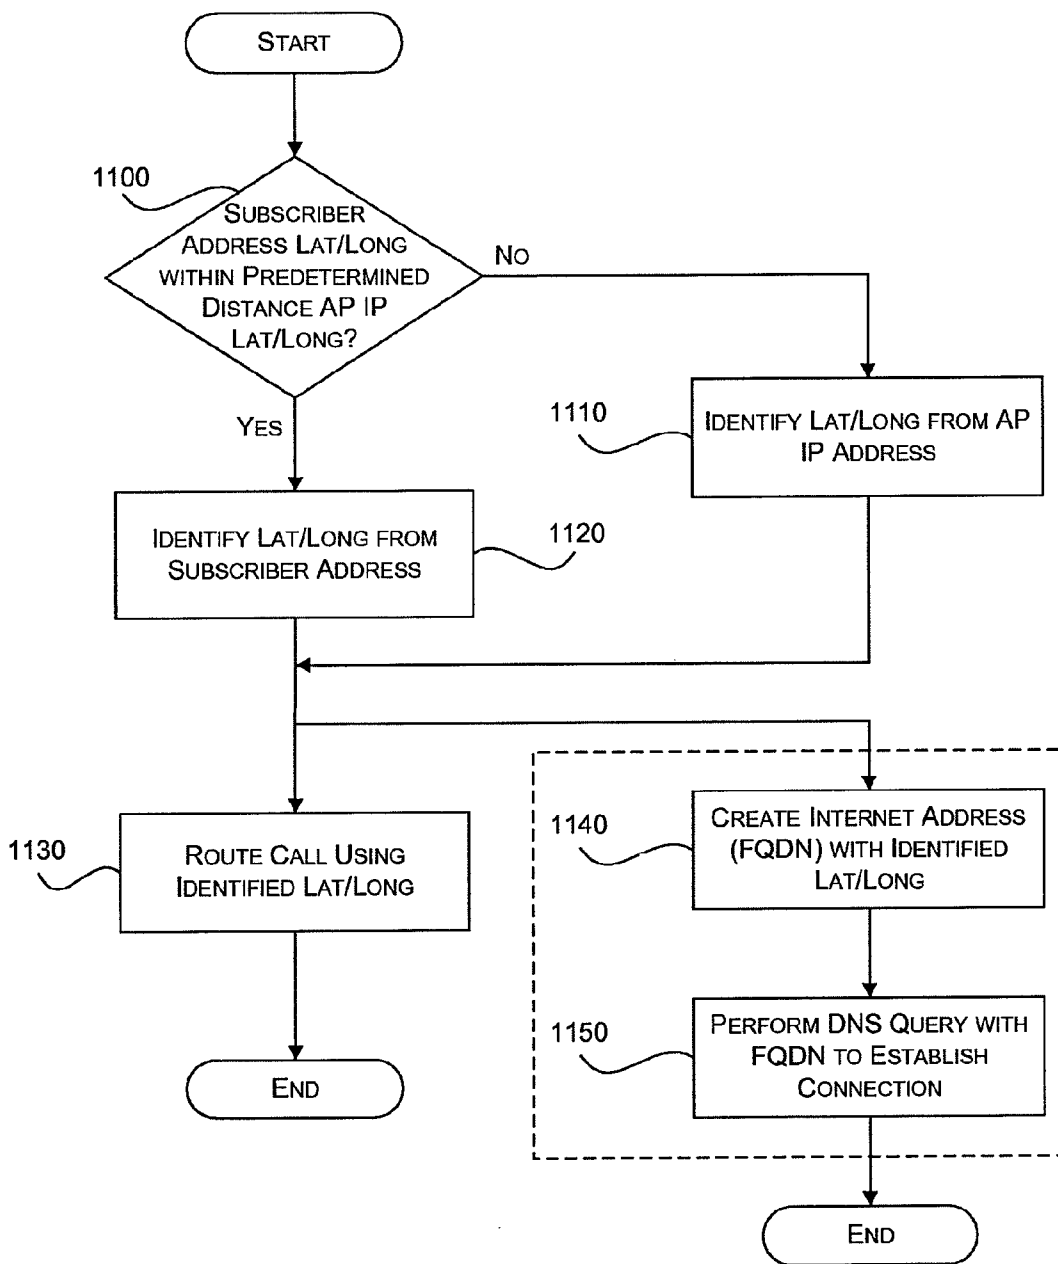 START
1100
SUBSCRIBER
ADDRESS LAT/LONG
WITHIN PREDETERMINED
DISTANCE AP IP
LAT/LONG?
NO
YES
1110
IDENTIFY LAT/LONG FROM AP
IP ADDRESS
IDENTIFY LAT/LONG FROM
SUBSCRIBER ADDRESS
1120
1130
ROUTE CALL USING
IDENTIFIED LAT/LONG
END
1140
CREATE INTERNET ADDRESS
(FQDN) WITH IDENTIFIED
LAT/LONG
1150
PERFORM DNS QUERY WITH
FQDN TO ESTABLISH
CONNECTION
END